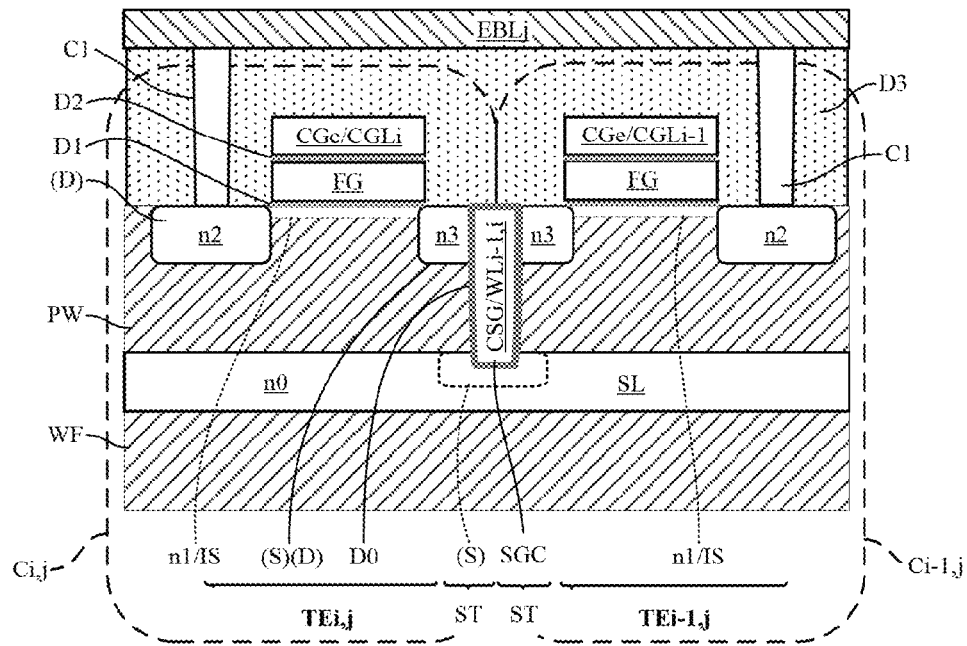 EBLj
C1
D2
D3
CGe/CGLi
CGe/CGLi-1
D1
FG
FG
C1
(D)
n2
n3
n3
n2
CSG/WLi-1,i
PW
n0
SL
WF
n1/IS
(S)(D)
D0
(S)
SGC
n1/IS
Ci,j
Ci-1,j
TEi,j
ST
ST
TEi-1,j